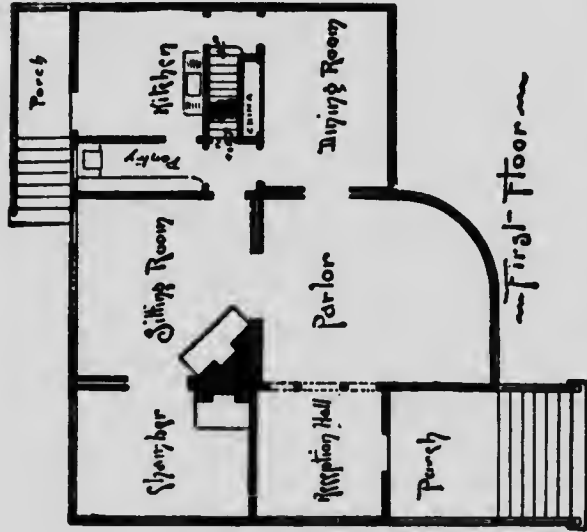 Porch
Kitchen
Pantry
CHINA
Dining Room
Sitting Room
Parlor
Chamber
Reception Hall
Porch
First Floor